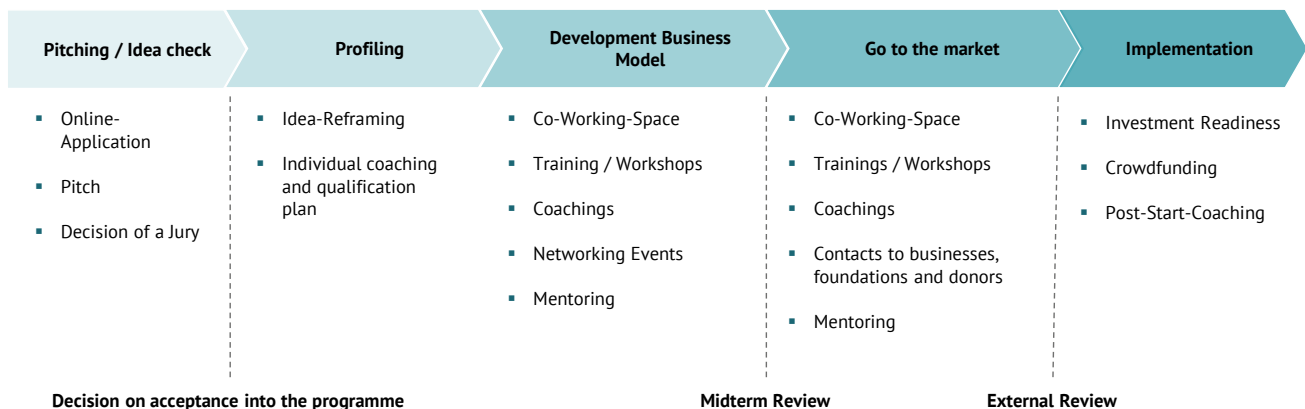 Pitching / Idea check
Profiling
Development Business
Model
Go to the market
Implementation
Online-
Application
Pitch
Decision of a Jury
Idea-Reframing
Individual coaching
and qualification
plan
Co-Working-Space
Training / Workshops
Coachings
Networking Events
Mentoring
Co-Working-Space
Trainings / Workshops
Coachings
Contacts to businesses,
foundations and donors
Mentoring
Investment Readiness
Crowdfunding
Post-Start-Coaching
Decision on acceptance into the programme
Midterm Review
External Review